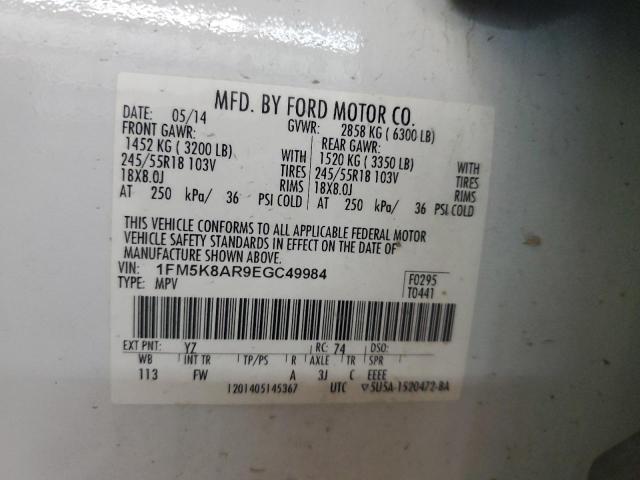 MFD. BY FORD MOTOR CO.
DATE: 05/14 GVWR: 2858 KG ( 6300 LB)
FRONT GAWR: REAR GAWR:
1452 KG ( 3200 LB) WITH 1520 KG ( 3350 LB) WITH
245/55R18 103V TIRES 245/55R18 103V TIRES
18X8.0J RIMS 18X8.0J RIMS
AT 250 kPa/ 36 PSI COLD AT 250 kPa/ 36 PSI COLD
THIS VEHICLE CONFORMS TO ALL APPLICABLE FEDERAL MOTOR
VEHICLE SAFETY STANDARDS IN EFFECT ON THE DATE OF
MANUFACTURE SHOWN ABOVE.
VIN: 1FM5K8AR9EGC49984 F0295
TYPE: MPV T0441
EXT PNT: YZ RC: 74 DSO:
WB INT TR TP/PS R AXLE TR SPR
113 FW A 3J C EEEE
I201405145367 UTC ▽5U5A-1520472-BA